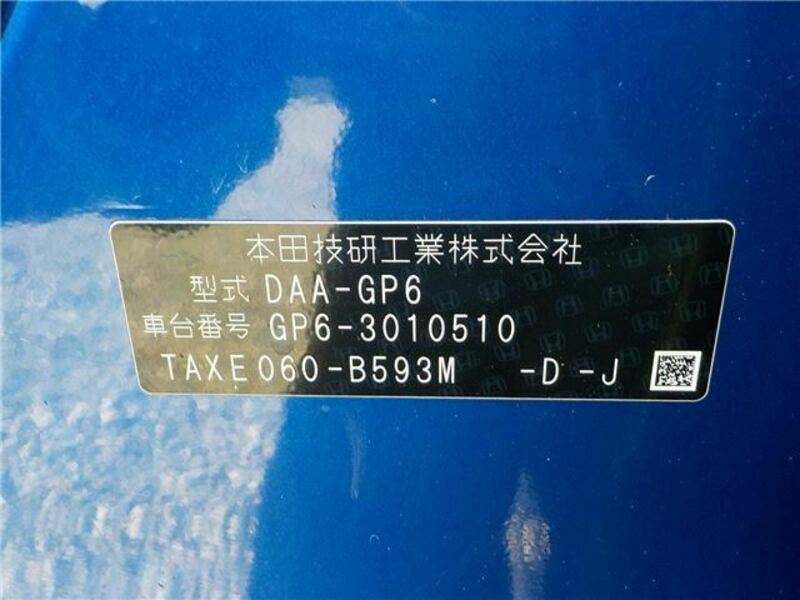 本田技研工業株式会社
型式 DAA-GP6
車台番号 GP6-3010510
TAXE060-B593M -D -J